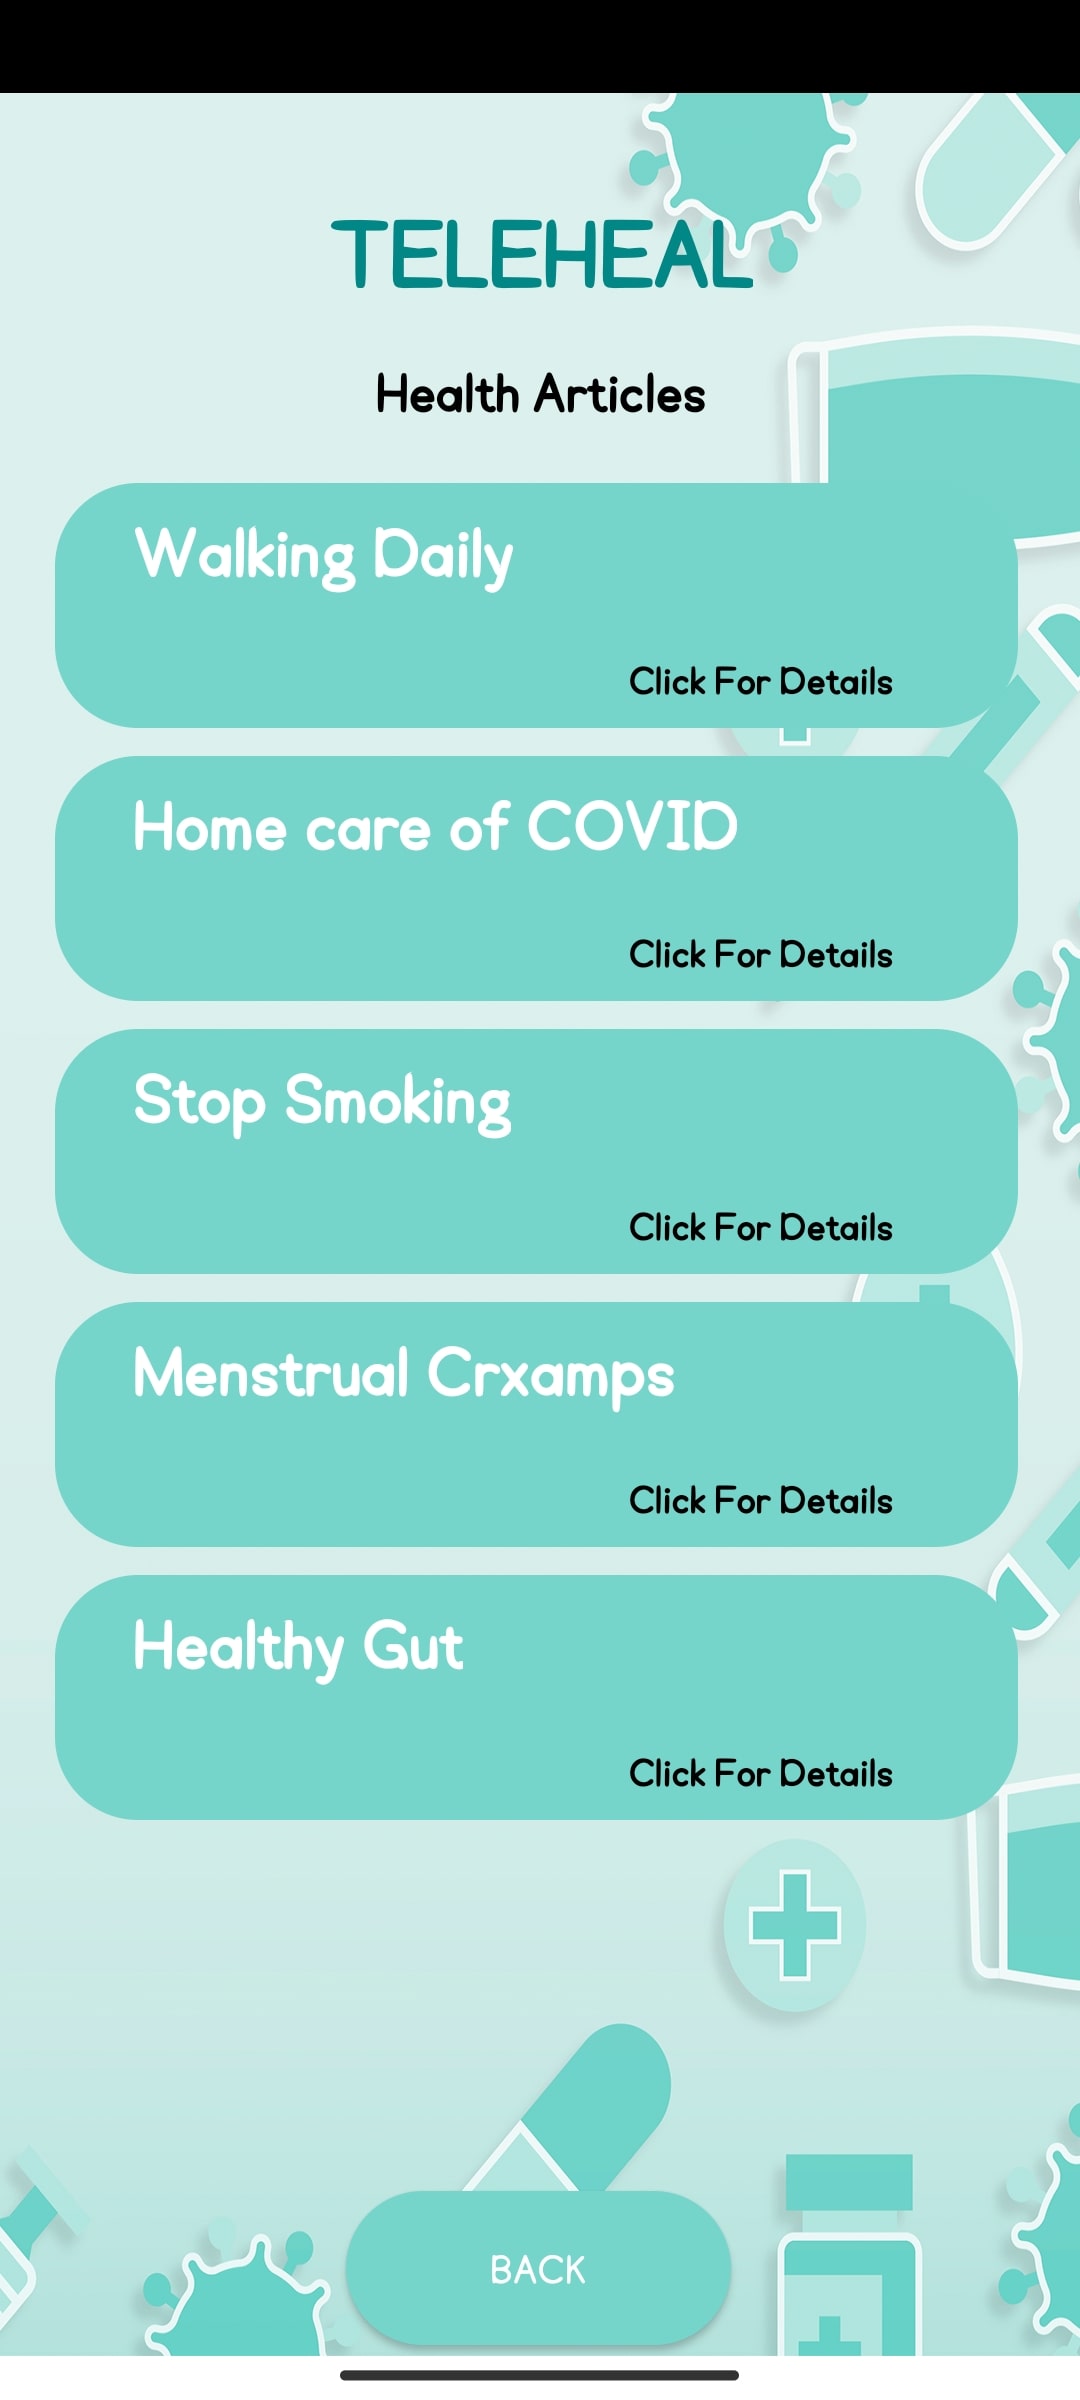 TELEHEAL
Health Articles
Walking Daily
Click For Details
Home care of COVID
Click For Details
Stop Smoking
Click For Details
Menstrual Crxamps
Click For Details
Healthy Gut
Click For Details
BACK